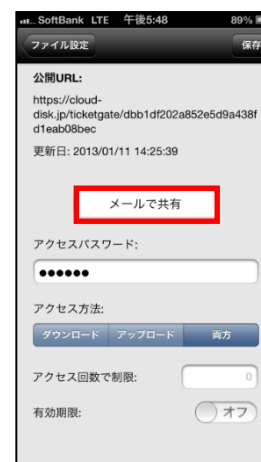 SoftBank LTE 午後5:48 89%
ファイル設定 保存
公開URL:
https://cloud-
disk.jp/ticketgate/dbb1df202a852e5d9a438f
d1eab08bec
更新日: 2013/01/11 14:25:39
メールで共有
アクセスパスワード:
●●●●●●
アクセス方法:
ダウンロード アップロード 両方
アクセス回数で制限: 0
有効期限: オフ